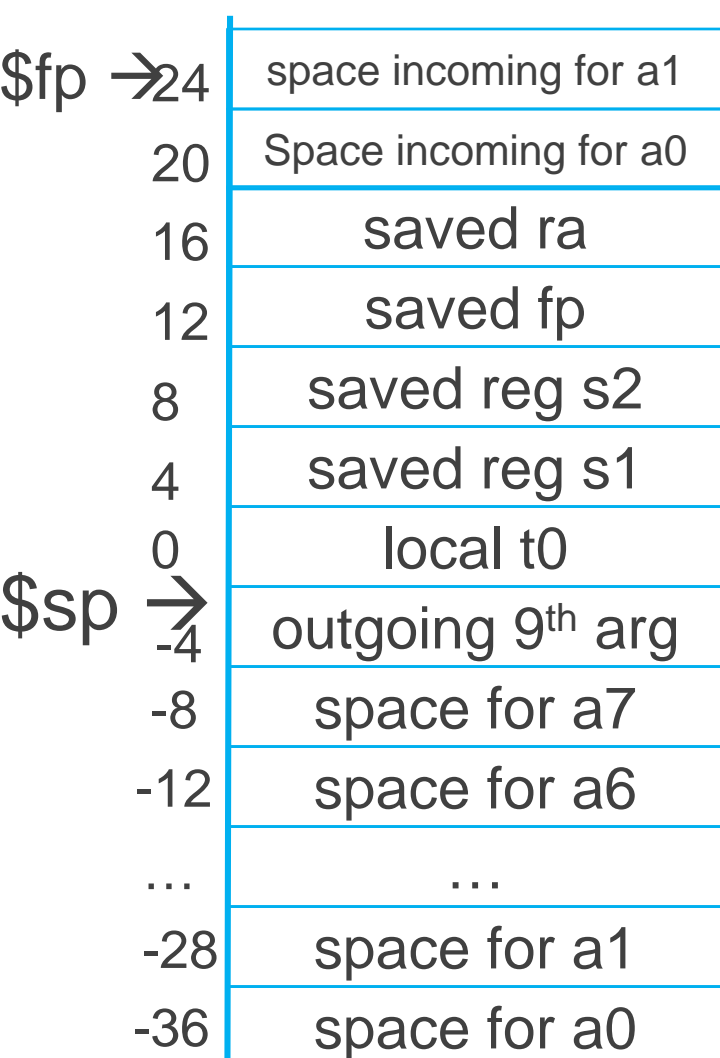 $fp → 24 space incoming for a1
20 Space incoming for a0
16 saved ra
12 saved fp
8 saved reg s2
4 saved reg s1
0 local t0
$sp →
-4 outgoing 9th arg
-8 space for a7
-12 space for a6
... ...
-28 space for a1
-36 space for a0